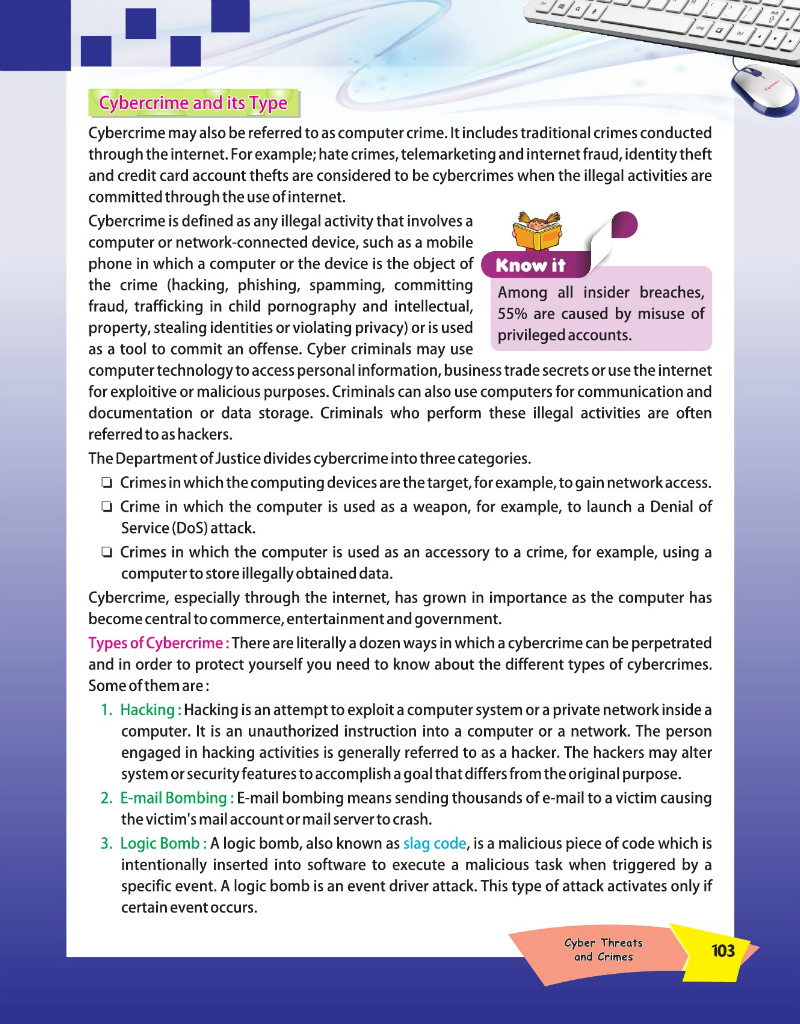 Cybercrime and its Type
Cybercrime may also be referred to as computer crime. It includes traditional crimes conducted
through the internet. For example; hate crimes, telemarketing and internet fraud, identity theft
and credit card account thefts are considered to be cybercrimes when the illegal activities are
committed through the use of internet.
Cybercrime is defined as any illegal activity that involves a
computer or network-connected device, such as a mobile
phone in which a computer or the device is the object of
the crime (hacking, phishing, spamming, committing
fraud, trafficking in child pornography and intellectual,
property, stealing identities or violating privacy) or is used
as a tool to commit an offense. Cyber criminals may use
computer technology to access personal information, business trade secrets or use the internet
for exploitive or malicious purposes. Criminals can also use computers for communication and
documentation or data storage. Criminals who perform these illegal activities are often
referred to as hackers.
Know it
Among all insider breaches,
55% are caused by misuse of
privileged accounts.
The Department of Justice divides cybercrime into three categories.
❑ Crimes in which the computing devices are the target, for example, to gain network access.
❑ Crime in which the computer is used as a weapon, for example, to launch a Denial of
Service (DoS) attack.
❑ Crimes in which the computer is used as an accessory to a crime, for example, using a
computer to store illegally obtained data.
Cybercrime, especially through the internet, has grown in importance as the computer has
become central to commerce, entertainment and government.
Types of Cybercrime : There are literally a dozen ways in which a cybercrime can be perpetrated
and in order to protect yourself you need to know about the different types of cybercrimes.
Some of them are :
1. Hacking : Hacking is an attempt to exploit a computer system or a private network inside a
computer. It is an unauthorized instruction into a computer or a network. The person
engaged in hacking activities is generally referred to as a hacker. The hackers may alter
system or security features to accomplish a goal that differs from the original purpose.
2. E-mail Bombing : E-mail bombing means sending thousands of e-mail to a victim causing
the victim's mail account or mail server to crash.
3. Logic Bomb : A logic bomb, also known as slag code, is a malicious piece of code which is
intentionally inserted into software to execute a malicious task when triggered by a
specific event. A logic bomb is an event driver attack. This type of attack activates only if
certain event occurs.
Cyber Threats
and Crimes
103